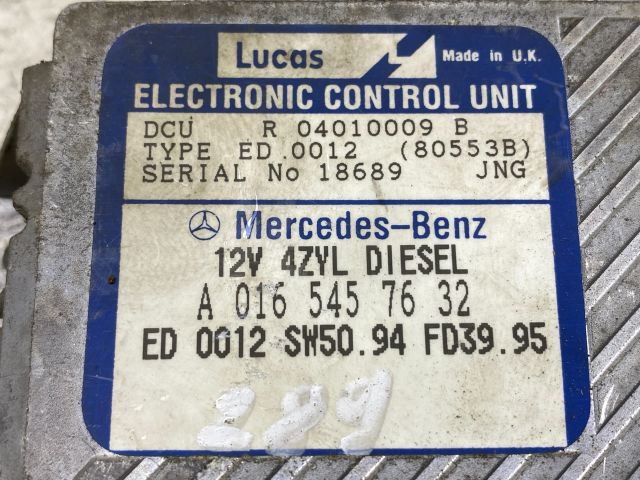 Lucas Made in U.K.
ELECTRONIC CONTROL UNIT
DCU R 04010009 B
TYPE ED.0012 (80553B)
SERIAL No 18689 JNG
Mercedes-Benz
12V 4ZYL DIESEL
A 016 545 76 32
ED 0012 SW50.94 FD39.95
289